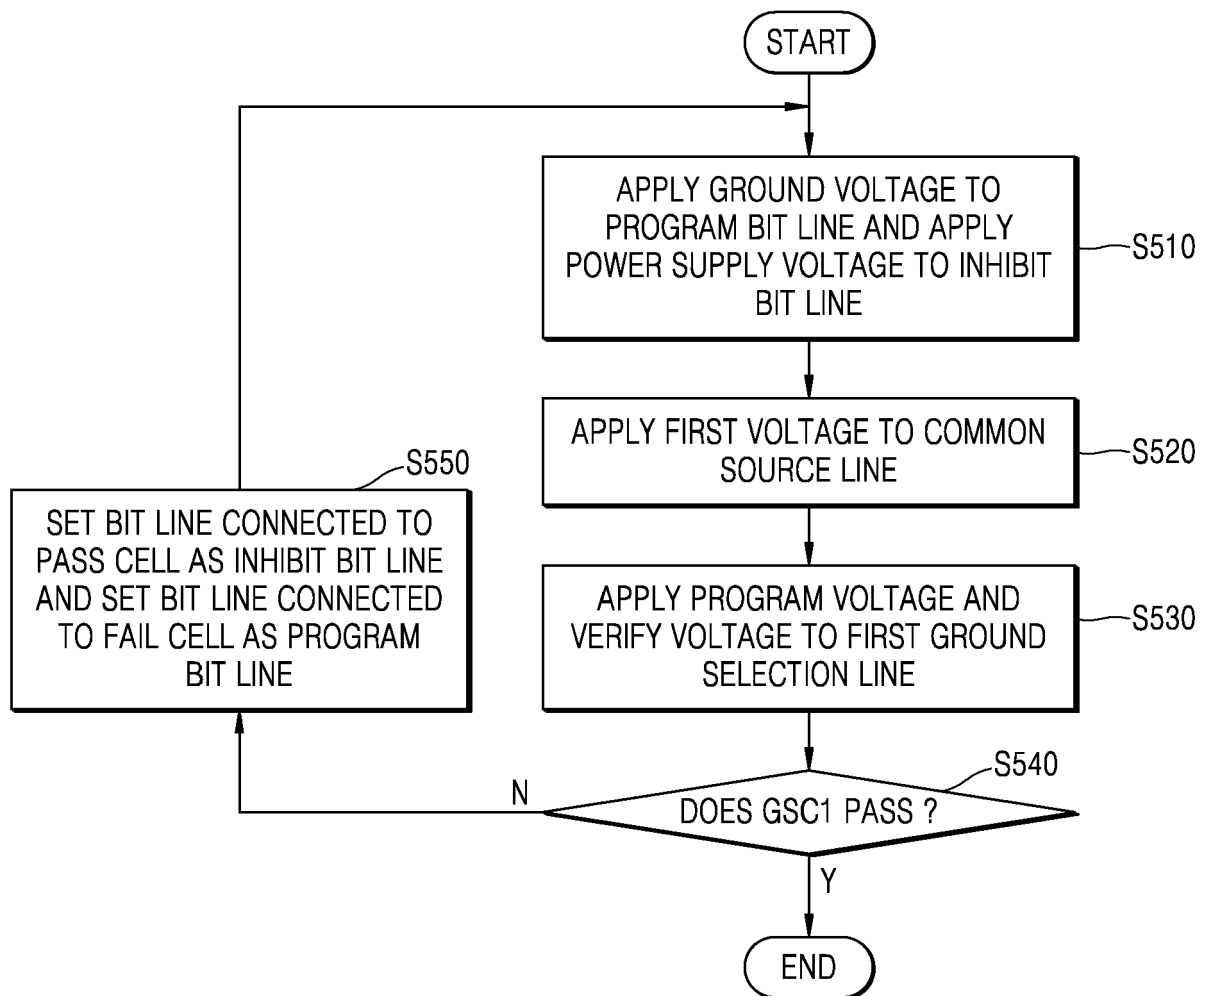 START
APPLY GROUND VOLTAGE TO
PROGRAM BIT LINE AND APPLY
POWER SUPPLY VOLTAGE TO INHIBIT
BIT LINE
S510
APPLY FIRST VOLTAGE TO COMMON
SOURCE LINE
S520
S550
SET BIT LINE CONNECTED TO
PASS CELL AS INHIBIT BIT LINE
AND SET BIT LINE CONNECTED
TO FAIL CELL AS PROGRAM
BIT LINE
APPLY PROGRAM VOLTAGE AND
VERIFY VOLTAGE TO FIRST GROUND
SELECTION LINE
S530
S540
N
DOES GSC1 PASS ?
Y
END